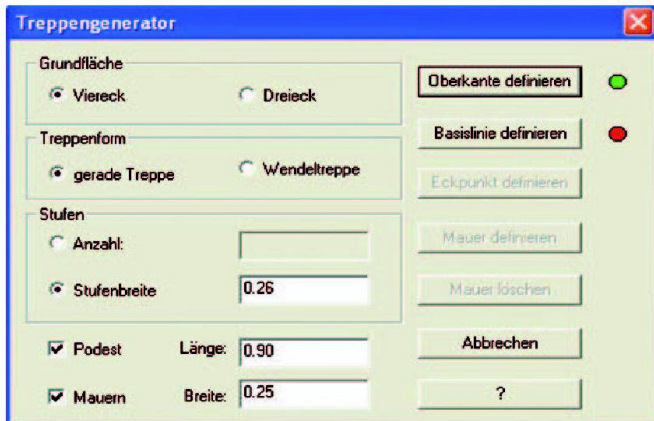 Treppengenerator
Grundfläche
Viereck
Dreieck
Treppenform
gerade Treppe
Wendeltreppe
Stufen
Anzahl:
Stufenbreite
0.26
Podest
Länge:
0.90
Mauern
Breite:
0.25
Oberkante definieren
Basislinie definieren
Eckpunkt definieren
Mauer definieren
Mauer löschen
Abbrechen
?